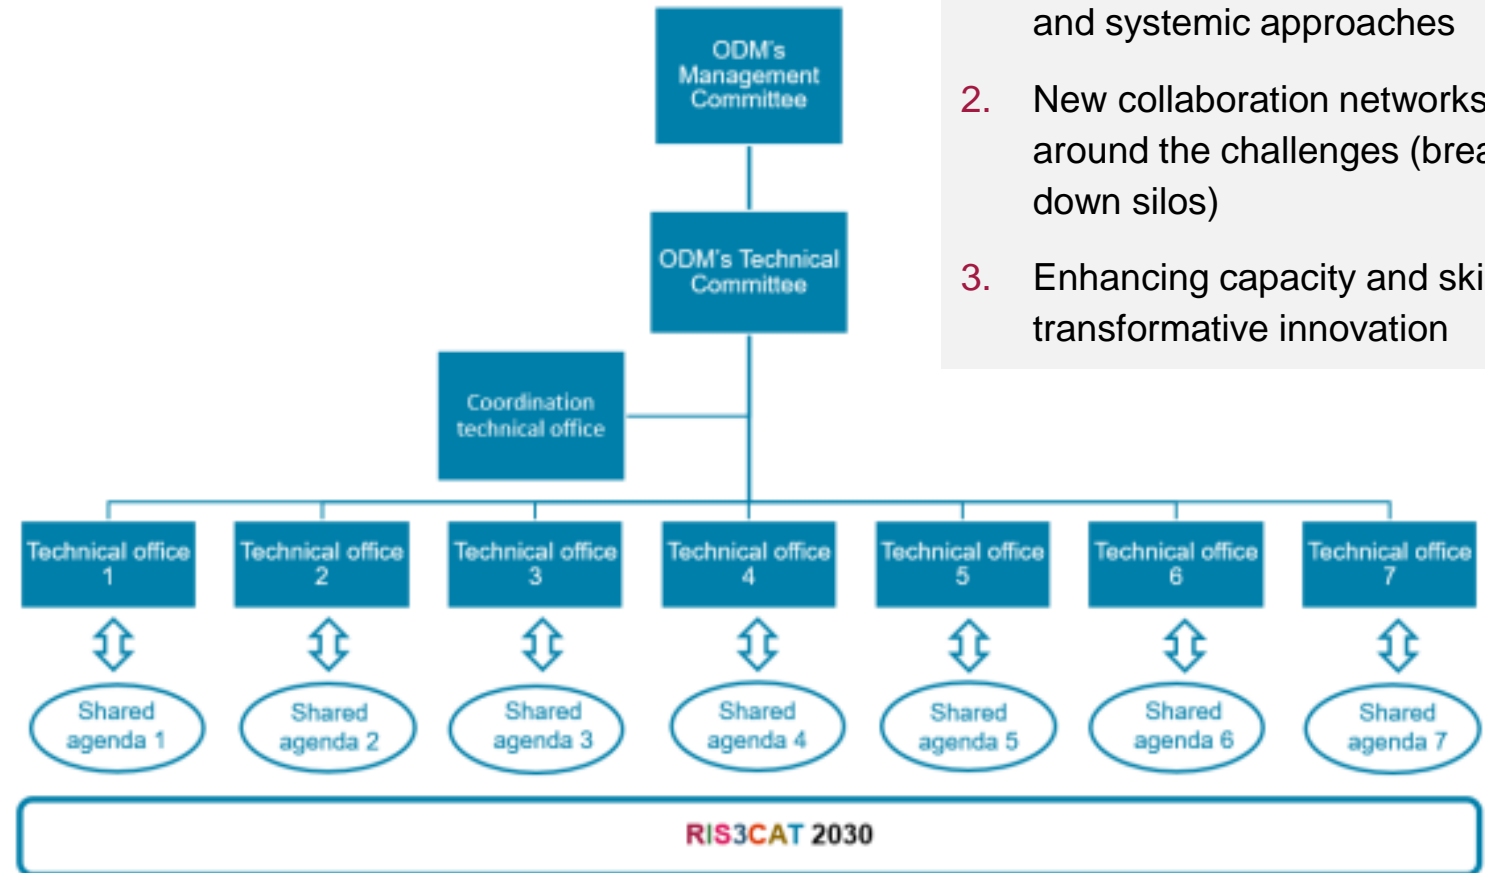 ODM's
Management
Committee
and systemic approaches
2. New collaboration networks
around the challenges (brea
down silos)
3. Enhancing capacity and ski
transformative innovation
ODM's Technical
Committee
Coordination
technical office
Technical office
1
Technical office
2
Technical office
3
Technical office
4
Technical office
5
Technical office
6
Technical office
7
Shared
agenda 1
Shared
agenda 2
Shared
agenda 3
Shared
agenda 4
Shared
agenda 5
Shared
agenda 6
Shared
agenda 7
RIS3CAT 2030